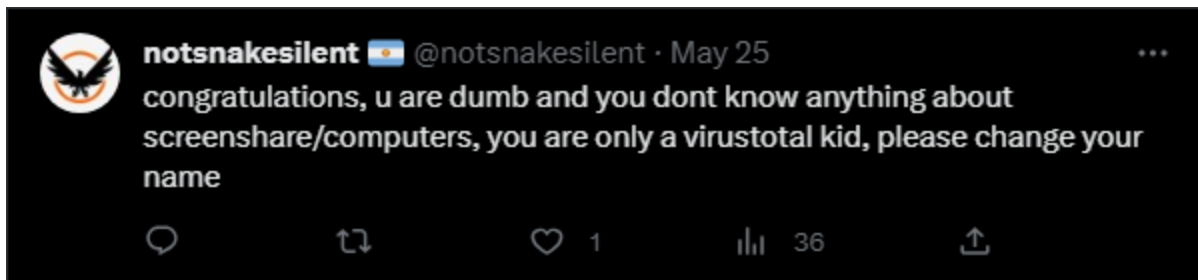 notsnakesilent 🇦🇷 @notsnakesilent · May 25
congratulations, u are dumb and you dont know anything about
screenshare/computers, you are only a virustotal kid, please change your
name
1 36